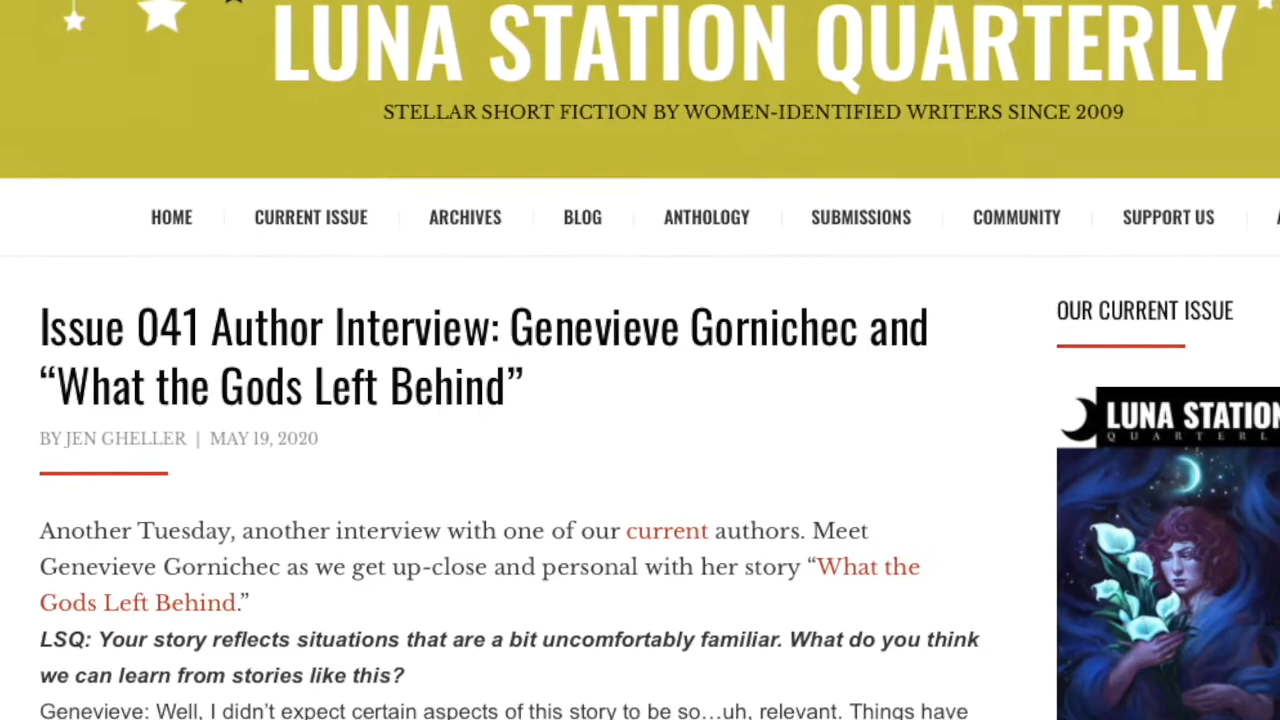 LUNA STATION QUARTERLY
STELLAR SHORT FICTION BY WOMEN-IDENTIFIED WRITERS SINCE 2009
HOME CURRENT ISSUE ARCHIVES BLOG ANTHOLOGY SUBMISSIONS COMMUNITY SUPPORT US
Issue 041 Author Interview: Genevieve Gornichec and
“What the Gods Left Behind”
BY JEN GHELLER | MAY 19, 2020
Another Tuesday, another interview with one of our current authors. Meet
Genevieve Gornichec as we get up-close and personal with her story “What the
Gods Left Behind.”
LSQ: Your story reflects situations that are a bit uncomfortably familiar. What do you think
we can learn from stories like this?
Genevieve: Well, I didn’t expect certain aspects of this story to be so…uh, relevant. Things have
OUR CURRENT ISSUE
LUNA STATION
QUARTERL